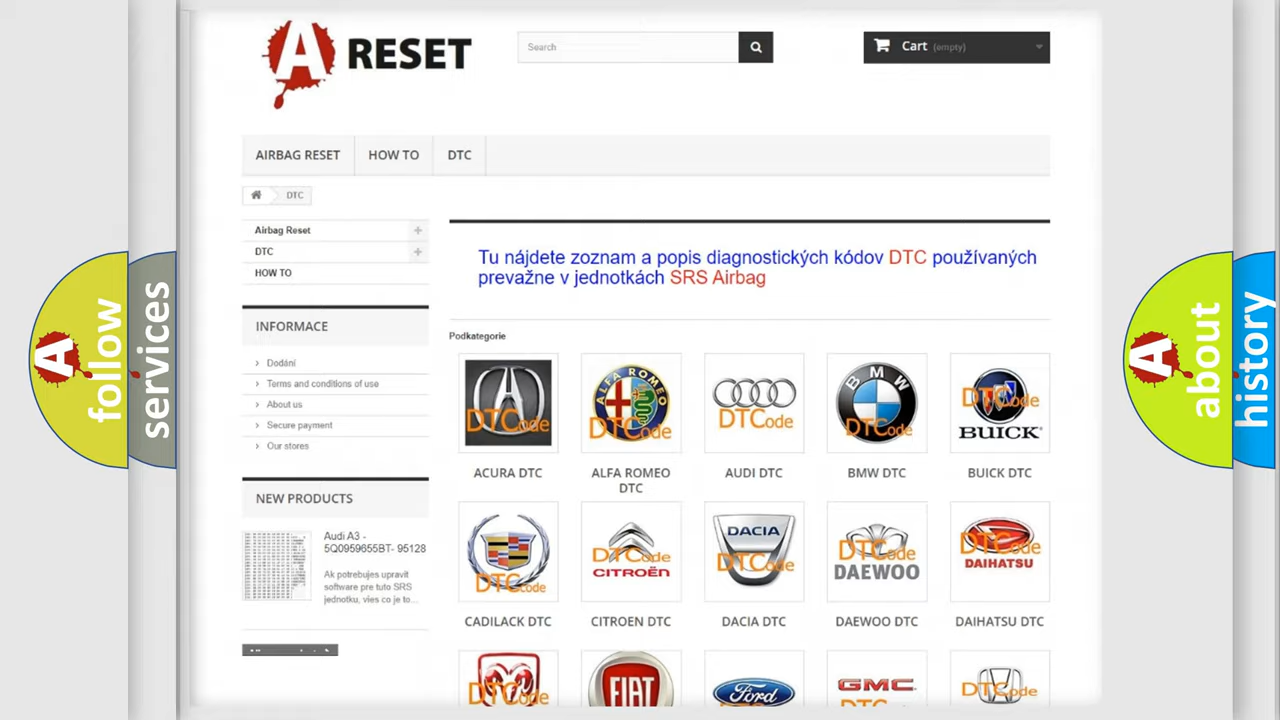 A RESET
Search
Cart (empty)
AIRBAG RESET
HOW TO
DTC
DTC
Airbag Reset
DTC
HOW TO
INFORMACE
Dodání
Terms and conditions of use
About us
Secure payment
Our stores
NEW PRODUCTS
Audi A3 -
5Q0959655BT- 95128
Ak potrebujes upravit
software pre tuto SRS
jednotku, vies co je to...
Tu nájdete zoznam a popis diagnostických kódov DTC používaných
prevažne v jednotkách SRS Airbag
Podkategorie
DTCode
ALFA ROMEO
DTCode
DTCode
BMW
DTCode
DTCode
BUICK
ACURA DTC
ALFA ROMEO
DTC
AUDI DTC
BMW DTC
BUICK DTC
DTCode
DTCode
CITROËN
DACIA
DTCode
DTCode
DAEWOO
DTCode
DAIHATSU
CADILACK DTC
CITROEN DTC
DACIA DTC
DAEWOO DTC
DAIHATSU DTC
DTCode
FIAT
Ford
GMC
DTCode
A follow
services
A about
history